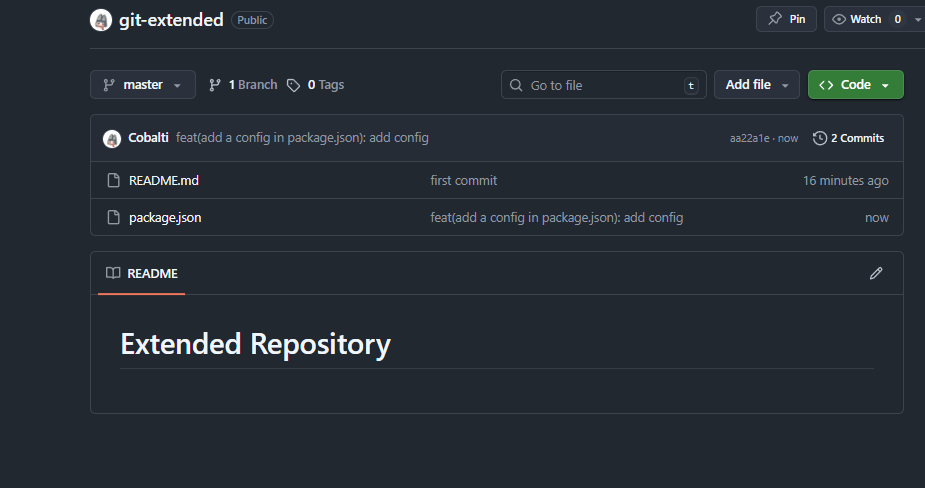 git-extended Public Pin Watch 0
master 1 Branch 0 Tags Go to file t Add file Code
Cobalti feat(add a config in package.json): add config aa22a1e · now 2 Commits
README.md first commit 16 minutes ago
package.json feat(add a config in package.json): add config now
README
Extended Repository